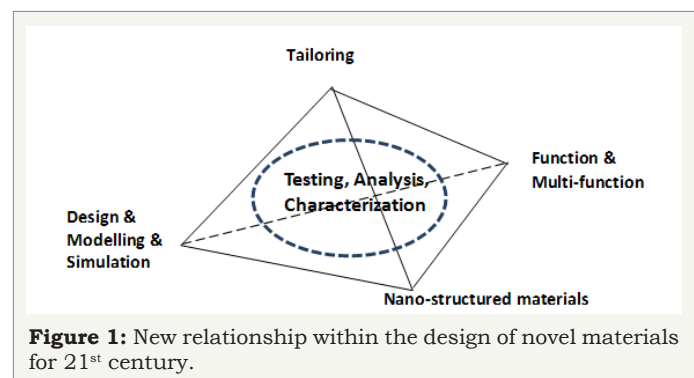 Tailoring
Function &
Multi-function
Testing, Analysis,
Characterization
Design &
Modelling &
Simulation
Nano-structured materials
Figure 1: New relationship within the design of novel materials
for 21st century.